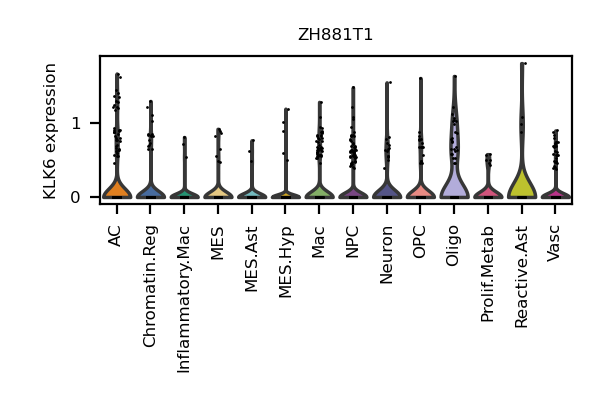 ZH881T1
KLK6 expression
1
0
AC
Chromatin.Reg
Inflammatory.Mac
MES
MES.Ast
MES.Hyp
Mac
NPC
Neuron
OPC
Oligo
Prolif.Metab
Reactive.Ast
Vasc